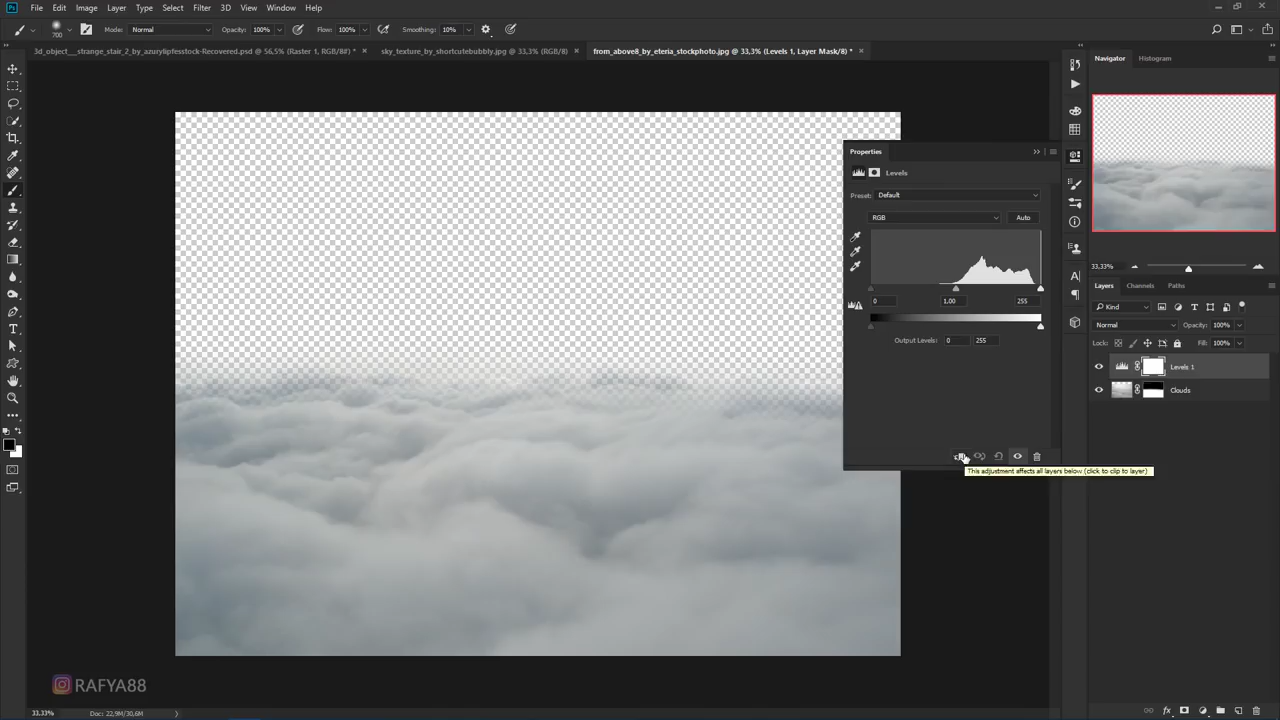 Ps File Edit Image Layer Type Select Filter 3D View Window Help
700 Mode: Normal Opacity: 100% Flow: 100% Smoothing: 10%
3d_object__strange_stair_2_by_azurylipfesstock-Recovered.psd @ 56,5% (Raster 1, RGB/8#) * × sky_texture_by_shortcutebubbly.jpg @ 33,3% (RGB/8) × from_above8_by_eteria_stockphoto.jpg @ 33,3% (Levels 1, Layer Mask/8) * ×
Navigator Histogram
Properties
Levels
Preset: Default
RGB Auto
0 1,00 255
Output Levels: 0 255
This adjustment affects all layers below (click to clip to layer)
33,33%
Layers Channels Paths
Kind
Normal Opacity: 100%
Lock: Fill: 100%
Levels 1
Clouds
RAFYA88
33,33% Doc: 22,9M/30,6M